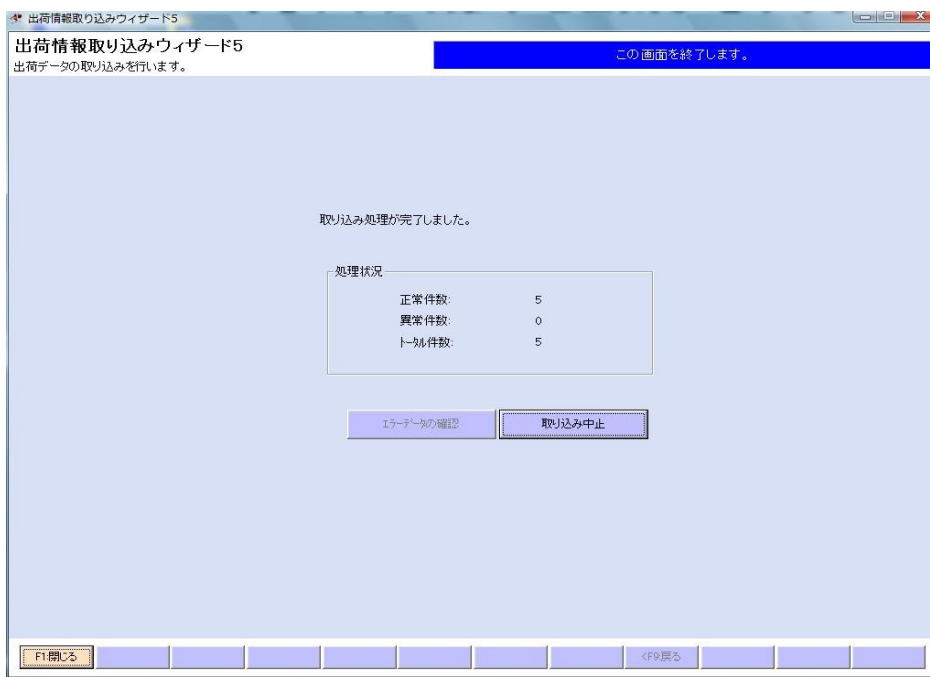 出荷情報取り込みウィザード5
出荷情報取り込みウィザード5
出荷データの取り込みを行います。
この画面を終了します。
取り込み処理が完了しました。
処理状況
正常件数: 5
異常件数: 0
ﾄｰﾀﾙ件数: 5
ｴﾗｰﾃﾞｰﾀの確認
取り込み中止
F1:閉じる
<F9:戻る